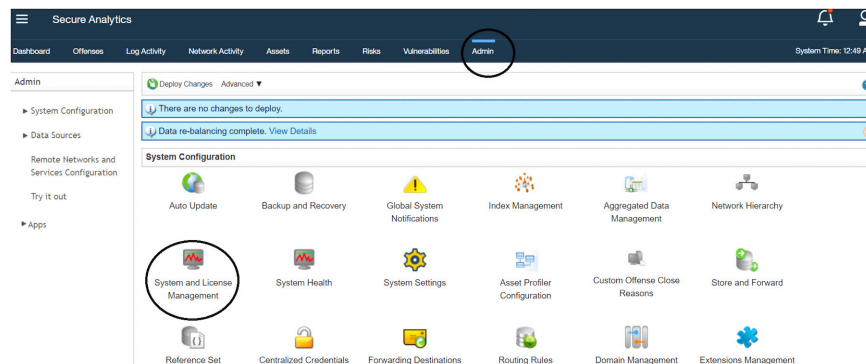 Secure Analytics
Dashboard Offenses Log Activity Network Activity Assets Reports Risks Vulnerabilities Admin System Time: 12:49 A
Admin
Deploy Changes Advanced ▼
System Configuration
Data Sources
Remote Networks and
Services Configuration
Try it out
Apps
There are no changes to deploy.
Data re-balancing complete. View Details
System Configuration
Auto Update Backup and Recovery Global System Notifications Index Management Aggregated Data Management Network Hierarchy
System and License Management System Health System Settings Asset Profiler Configuration Custom Offense Close Reasons Store and Forward
Reference Set Centralized Credentials Forwarding Destinations Routing Rules Domain Management Extensions Management